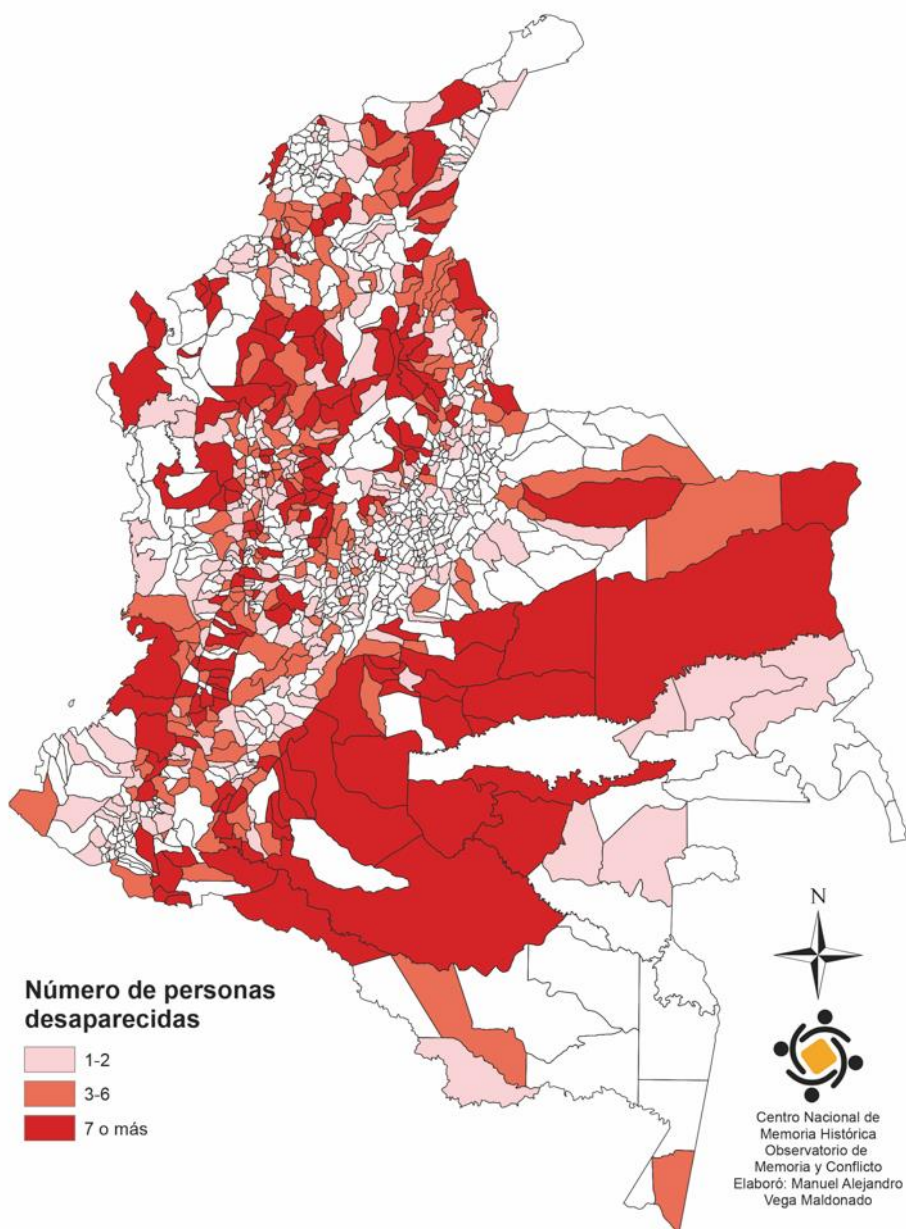 N
Número de personas
desaparecidas
1-2
3-6
7 o más
Centro Nacional de
Memoria Histórica
Observatorio de
Memoria y Conflicto
Elaboró: Manuel Alejandro
Vega Maldonado